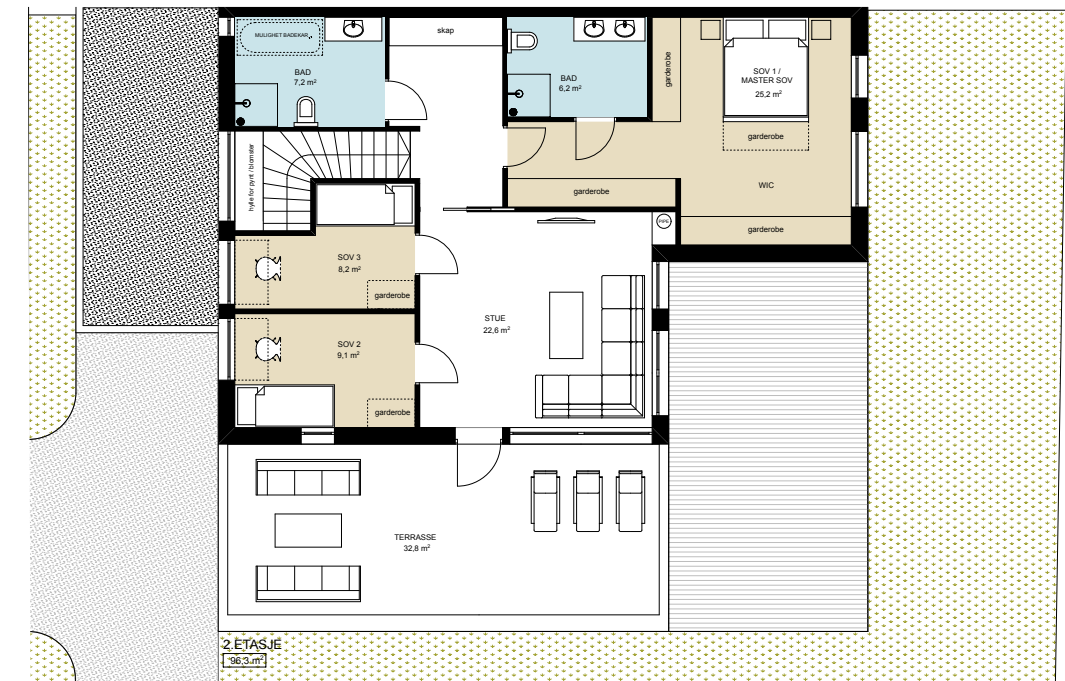 MULIGHET BADEKAR
skap
BAD
7,2 m²
BAD
6,2 m²
garderobe
SOV 1 /
MASTER SOV
25,2 m²
garderobe
hylle for pynt / blomster
garderobe
WIC
PIPE
garderobe
SOV 3
8,2 m²
garderobe
STUE
22,6 m²
SOV 2
9,1 m²
garderobe
TERRASSE
32,8 m²
2.ETASJE
96,3 m²